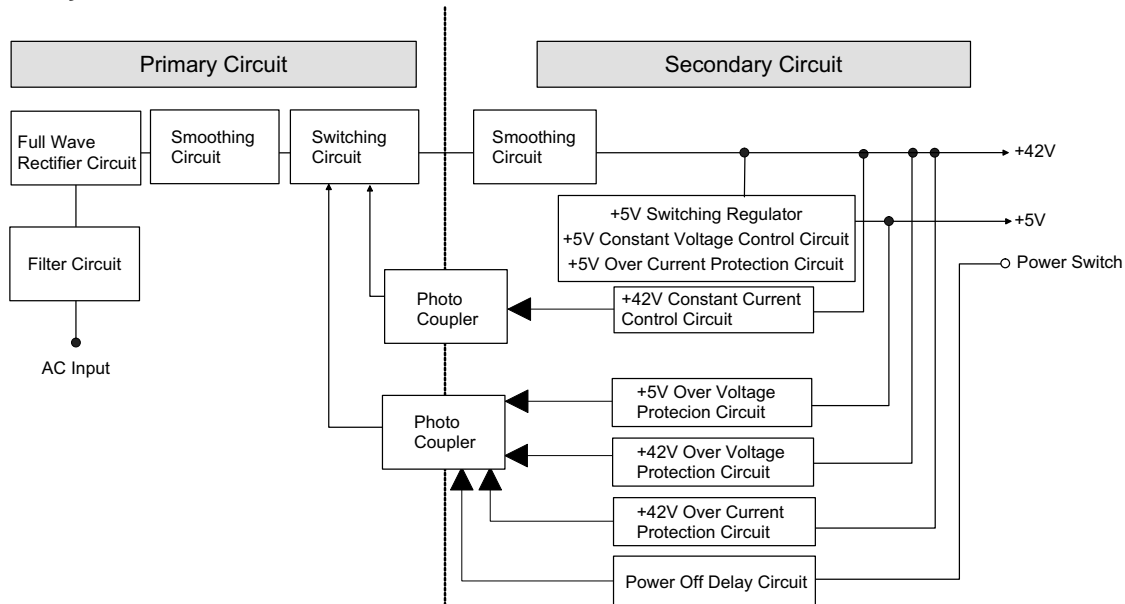 Primary Circuit
Secondary Circuit
Full Wave
Rectifier Circuit
Smoothing
Circuit
Switching
Circuit
Smoothing
Circuit
+42V
+5V Switching Regulator
+5V Constant Voltage Control Circuit
+5V Over Current Protection Circuit
+5V
Filter Circuit
Power Switch
Photo
Coupler
+42V Constant Current
Control Circuit
AC Input
Photo
Coupler
+5V Over Voltage
Protecion Circuit
+42V Over Voltage
Protection Circuit
+42V Over Current
Protection Circuit
Power Off Delay Circuit